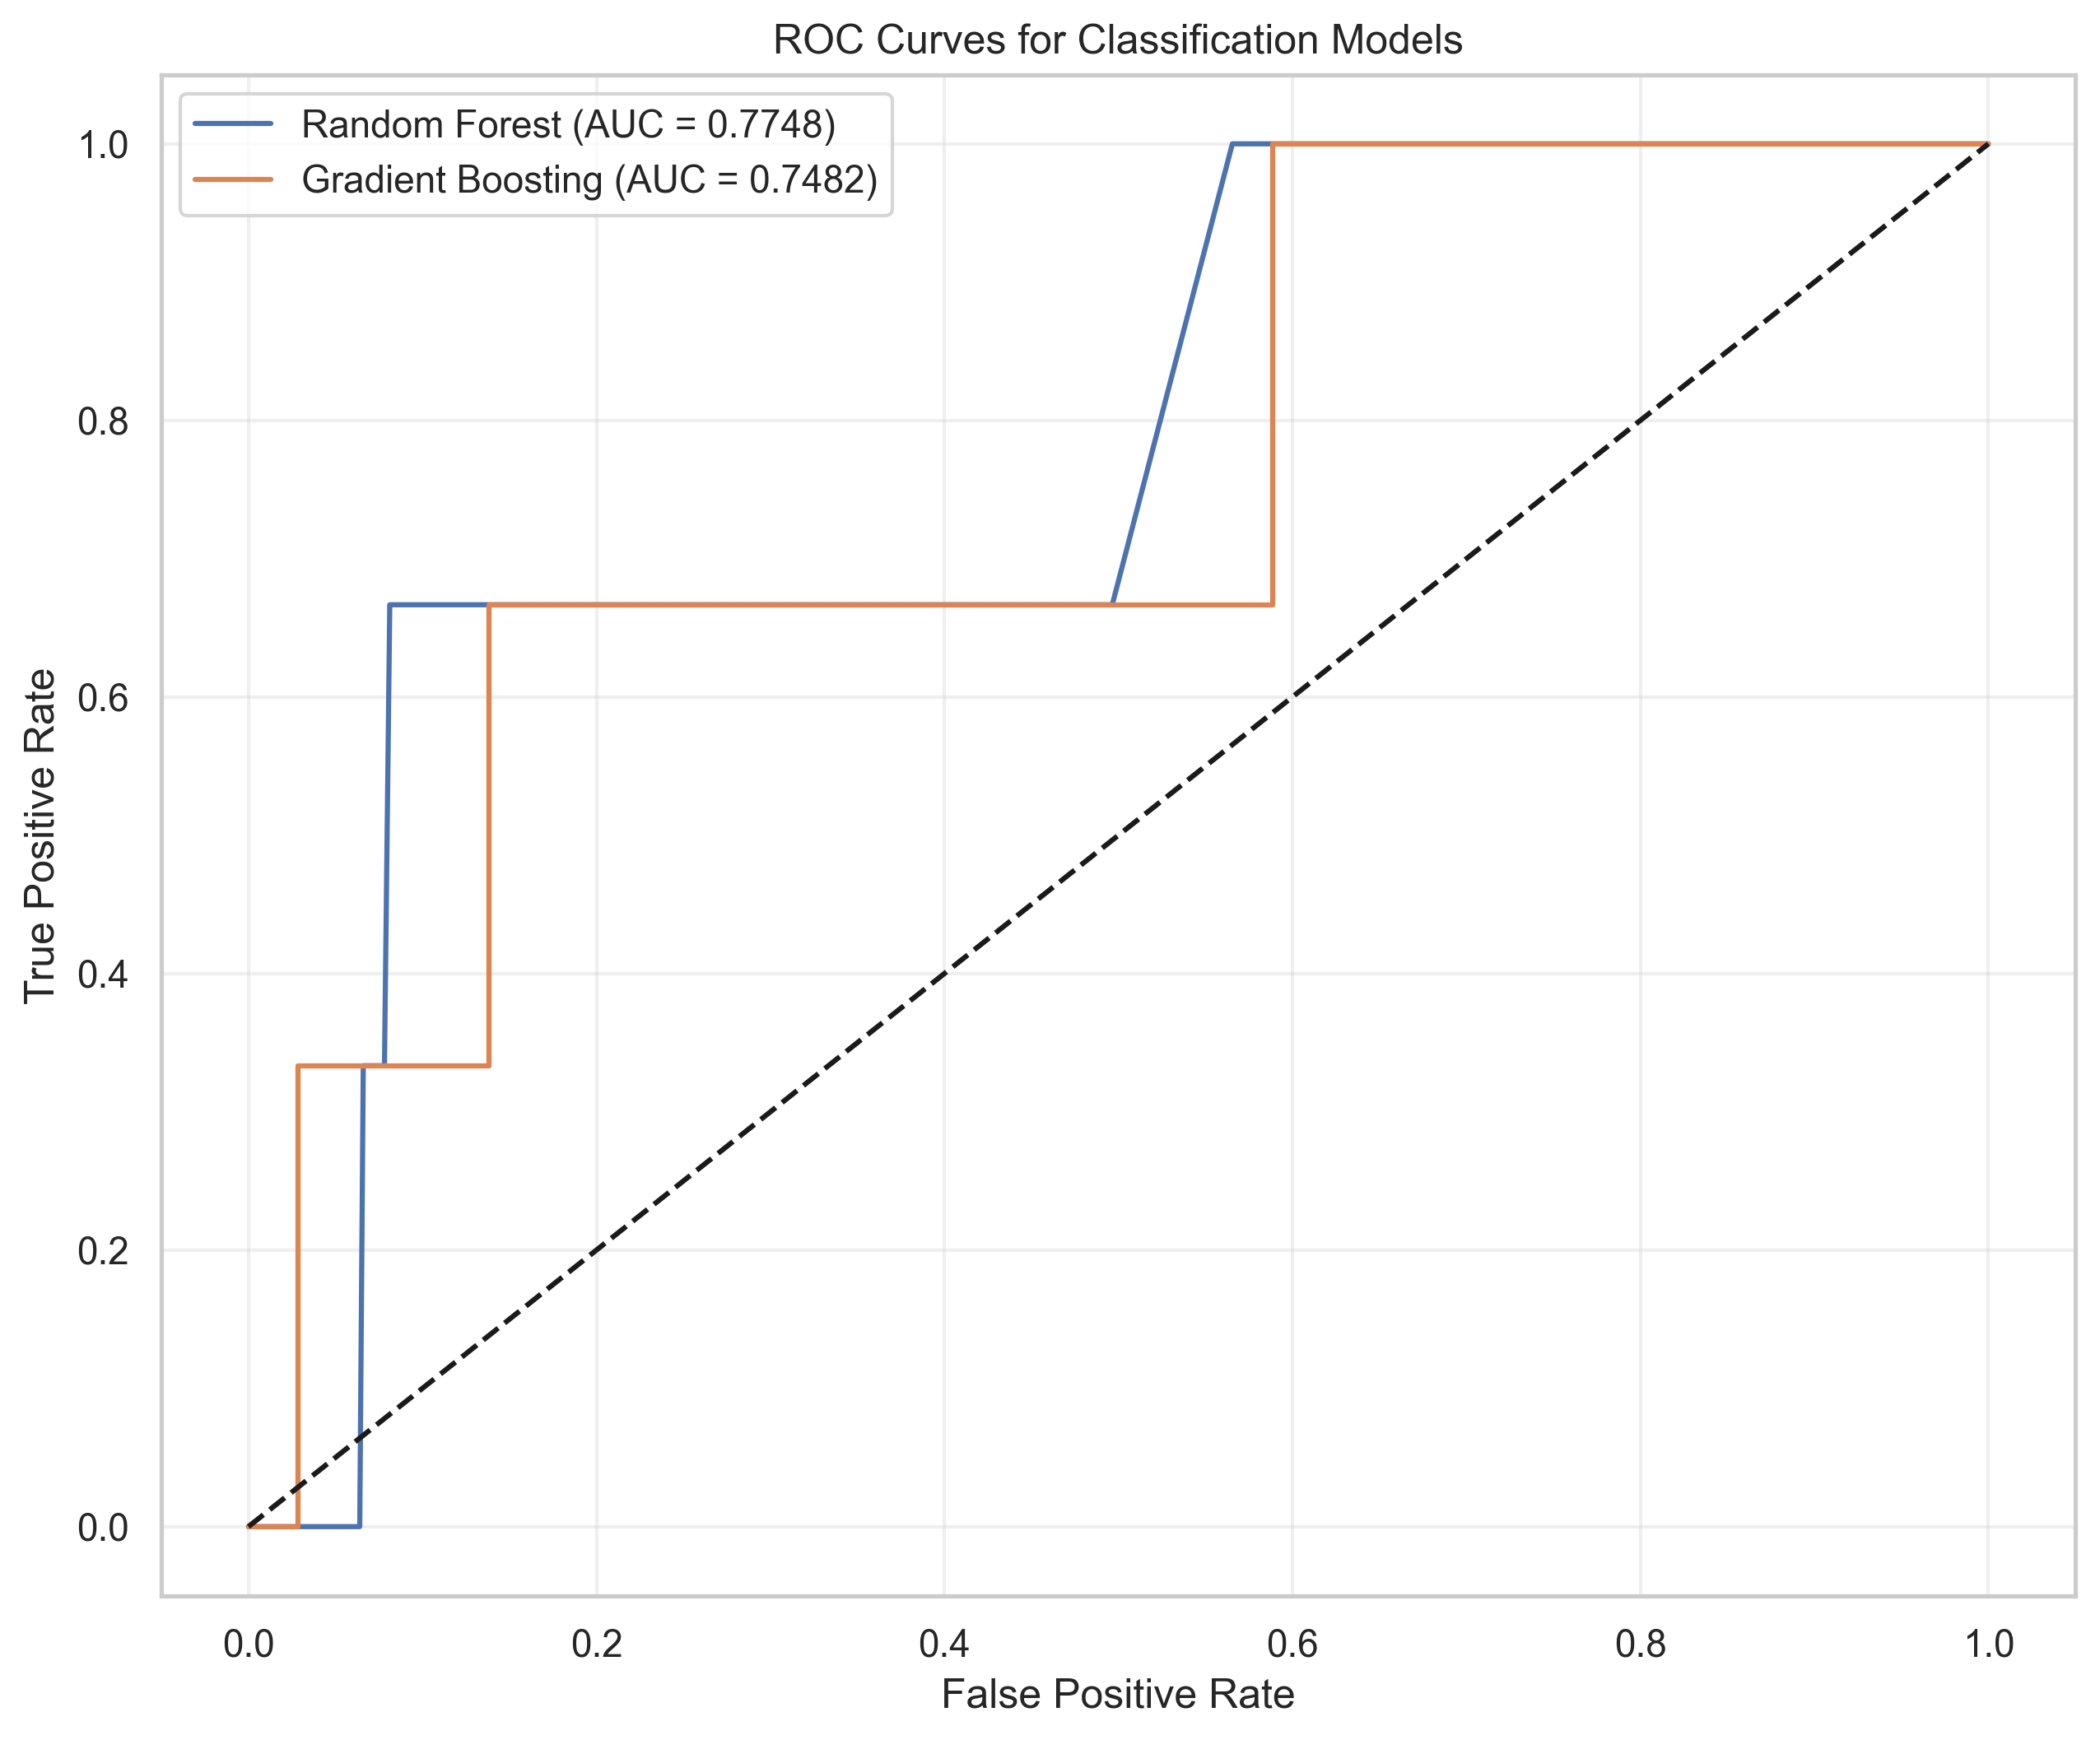 ROC Curves for Classification Models
Random Forest (AUC = 0.7748)
Gradient Boosting (AUC = 0.7482)
1.0
0.8
0.6
0.4
0.2
0.0
True Positive Rate
0.0 0.2 0.4 0.6 0.8 1.0
False Positive Rate